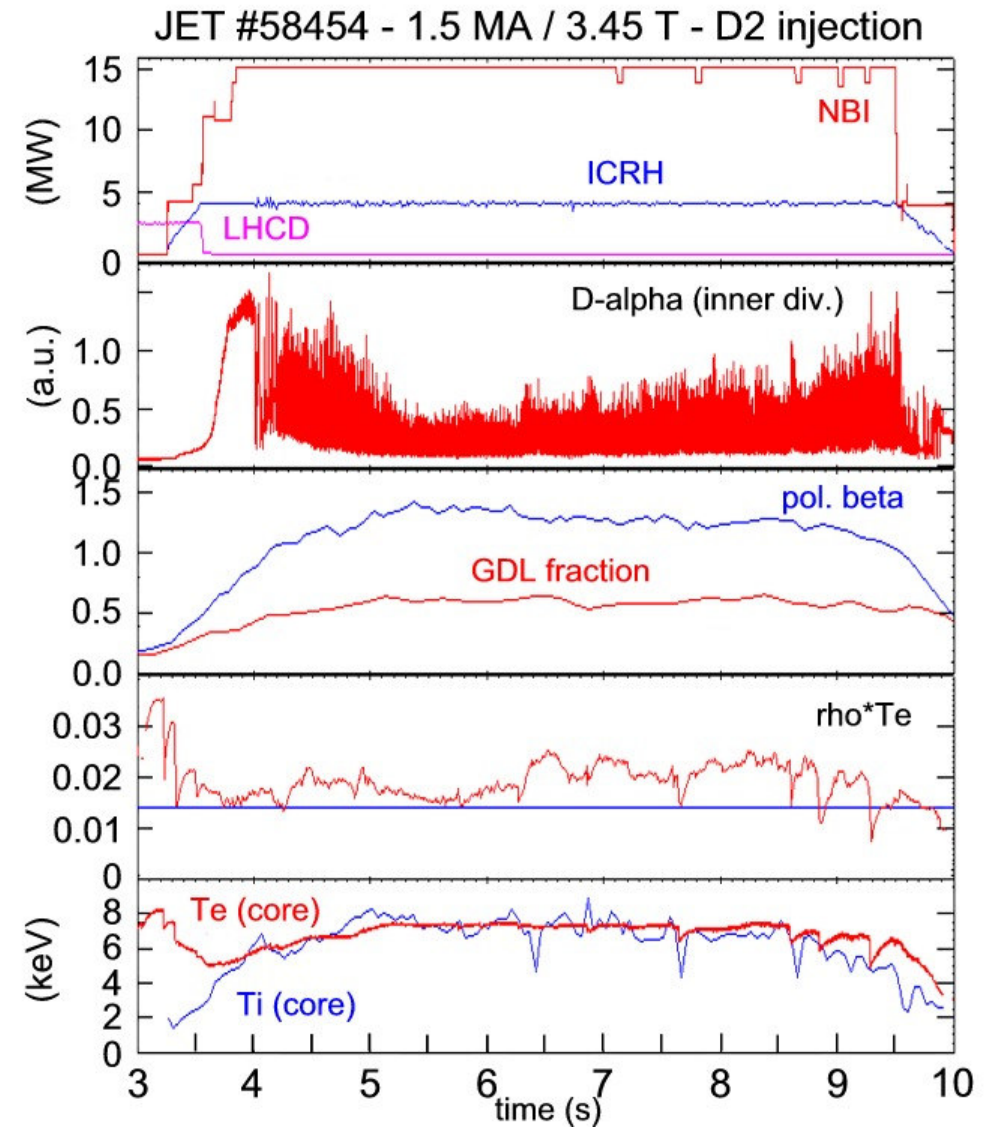 JET #58454 - 1.5 MA / 3.45 T - D2 injection
15
10
5
0
(MW)
NBI
ICRH
LHCD
1.0
0.5
0.0
(a.u.)
D-alpha (inner div.)
1.5
1.0
0.5
0.0
pol. beta
GDL fraction
0.03
0.02
0.01
0
rho*Te
8
6
4
2
0
(keV)
Te (core)
Ti (core)
3 4 5 6 7 8 9 10
time (s)